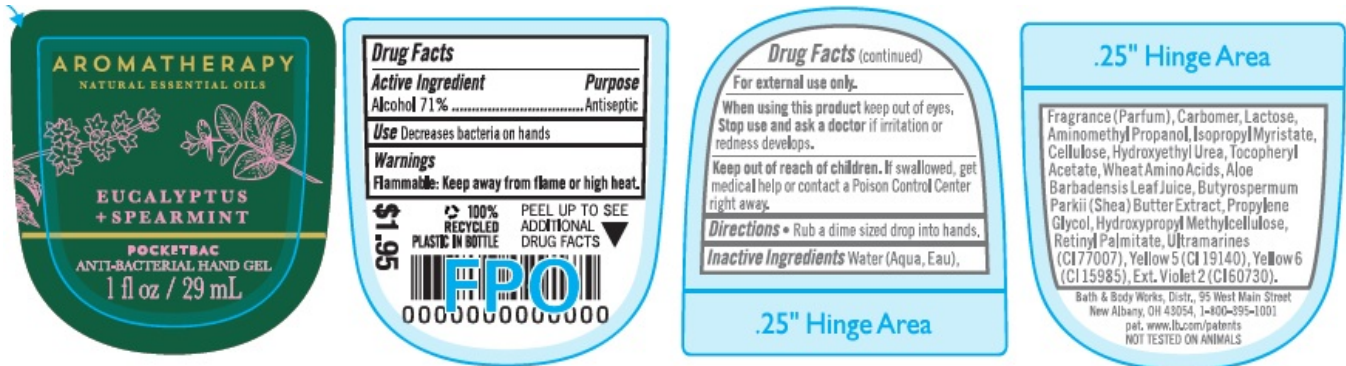 AROMATHERAPY
NATURAL ESSENTIAL OILS
EUCALYPTUS
+ SPEARMINT
POCKETBAC
ANTI-BACTERIAL HAND GEL
1 fl oz / 29 mL
Drug Facts
Active Ingredient Purpose
Alcohol 71% ..................................Antiseptic
Use Decreases bacteria on hands
Warnings
Flammable: Keep away from flame or high heat.
$1.95
100%
RECYCLED
PLASTIC IN BOTTLE
PEEL UP TO SEE
ADDITIONAL
DRUG FACTS
FPO
00000000000000
Drug Facts (continued)
For external use only.
When using this product keep out of eyes,
Stop use and ask a doctor if irritation or
redness develops.
Keep out of reach of children. If swallowed, get
medical help or contact a Poison Control Center
right away.
Directions • Rub a dime sized drop into hands.
Inactive Ingredients Water (Aqua, Eau),
.25" Hinge Area
.25" Hinge Area
Fragrance (Parfum), Carbomer, Lactose,
Aminomethyl Propanol, Isopropyl Myristate,
Cellulose, Hydroxyethyl Urea, Tocopheryl
Acetate, Wheat Amino Acids, Aloe
Barbadensis Leaf Juice, Butyrospermum
Parkii (Shea) Butter Extract, Propylene
Glycol, Hydroxypropyl Methylcellulose,
Retinyl Palmitate, Ultramarines
(CI 77007), Yellow 5 (CI 19140), Yellow 6
(CI 15985), Ext. Violet 2 (CI 60730).
Bath & Body Works, Distr., 95 West Main Street
New Albany, OH 43054, 1-800-395-1001
pat. www.lb.com/patents
NOT TESTED ON ANIMALS